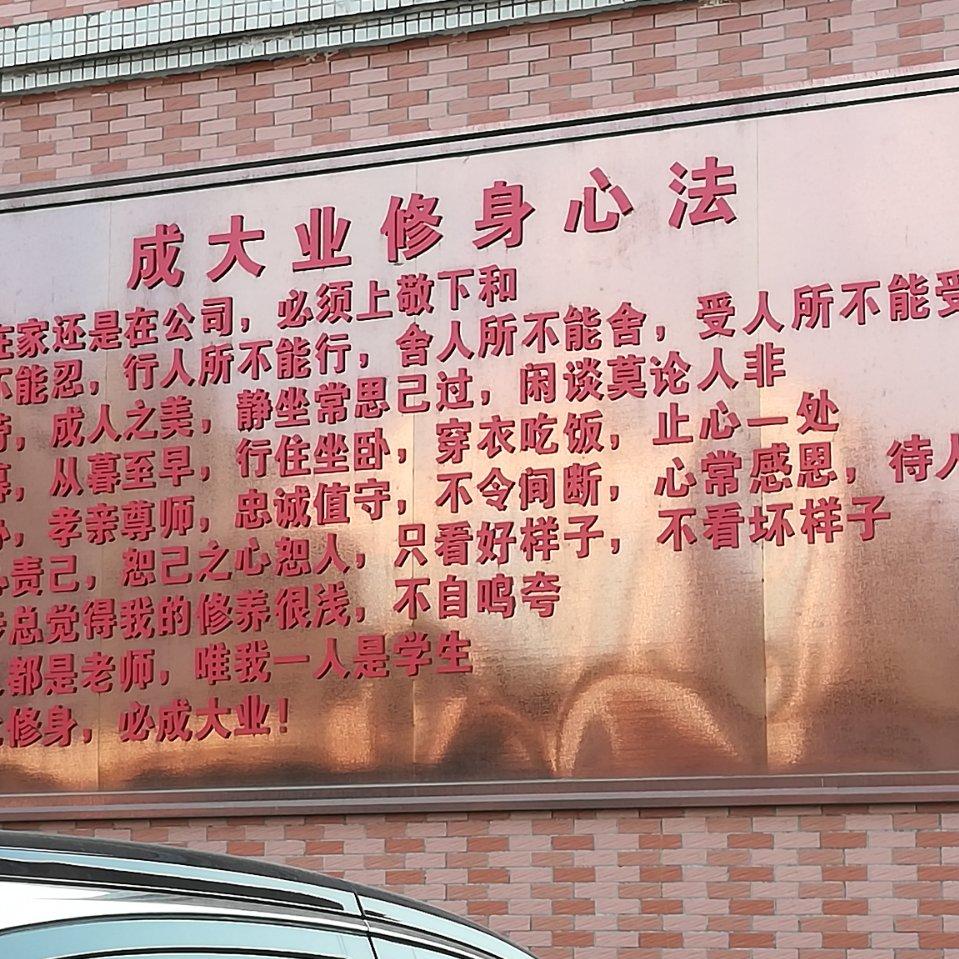 成大业修身心法
在家还是在公司，必须上敬下和
不能忍，行人所不能行，舍人所不能舍，受人所不能受
，成人之美，静坐常思己过，闲谈莫论人非
，从暮至早，行住坐卧，穿衣吃饭，止心一处
，孝亲尊师，忠诚值守，不令间断，心常感恩，待人
责己，恕己之心恕人，只看好样子，不看坏样子
总觉得我的修养很浅，不自鸣夸
都是老师，唯我一人是学生
修身，必成大业！